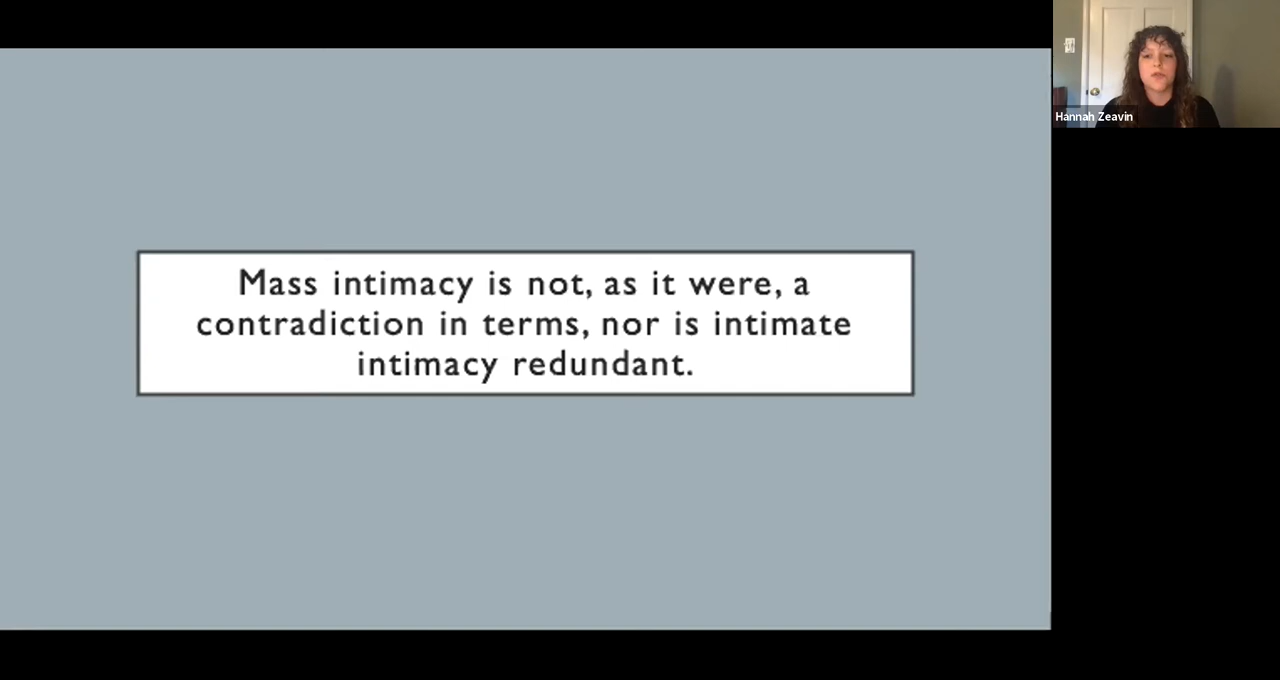 Mass intimacy is not, as it were, a
contradiction in terms, nor is intimate
intimacy redundant.
Hannah Zeavin